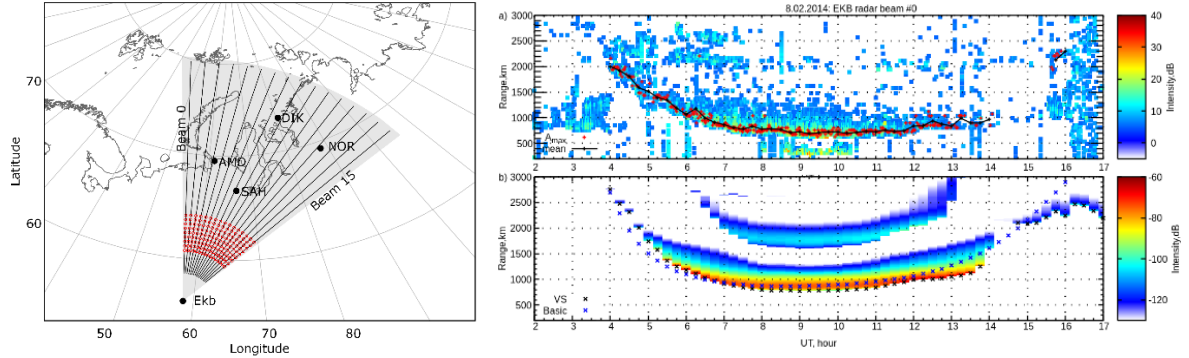 70
60
Latitude
50
60
70
80
Longitude
Beam 0
Beam 15
DIK
NOR
AMD
SAH
Ekb
8.02.2014: EKB radar beam #0
a)
3000
2500
2000
1500
1000
500
Range,km
A max
mean
2 3 4 5 6 7 8 9 10 11 12 13 14 15 16 17
40
30
20
10
0
Intensity,dB
b)
3000
2500
2000
1500
1000
500
Range,km
VS
Basic
2 3 4 5 6 7 8 9 10 11 12 13 14 15 16 17
UT, hour
-60
-80
-100
-120
Intensity,dB